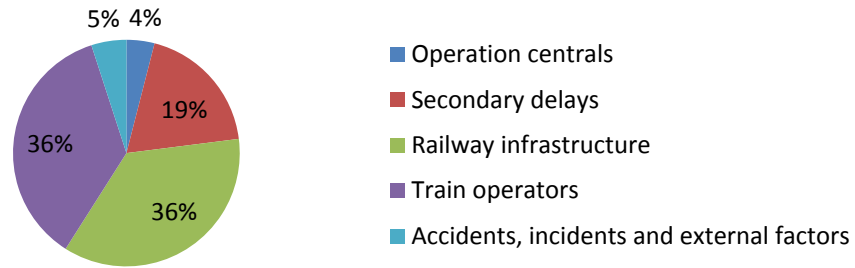 5% 4%
19%
36%
36%
Operation centrals
Secondary delays
Railway infrastructure
Train operators
Accidents, incidents and external factors